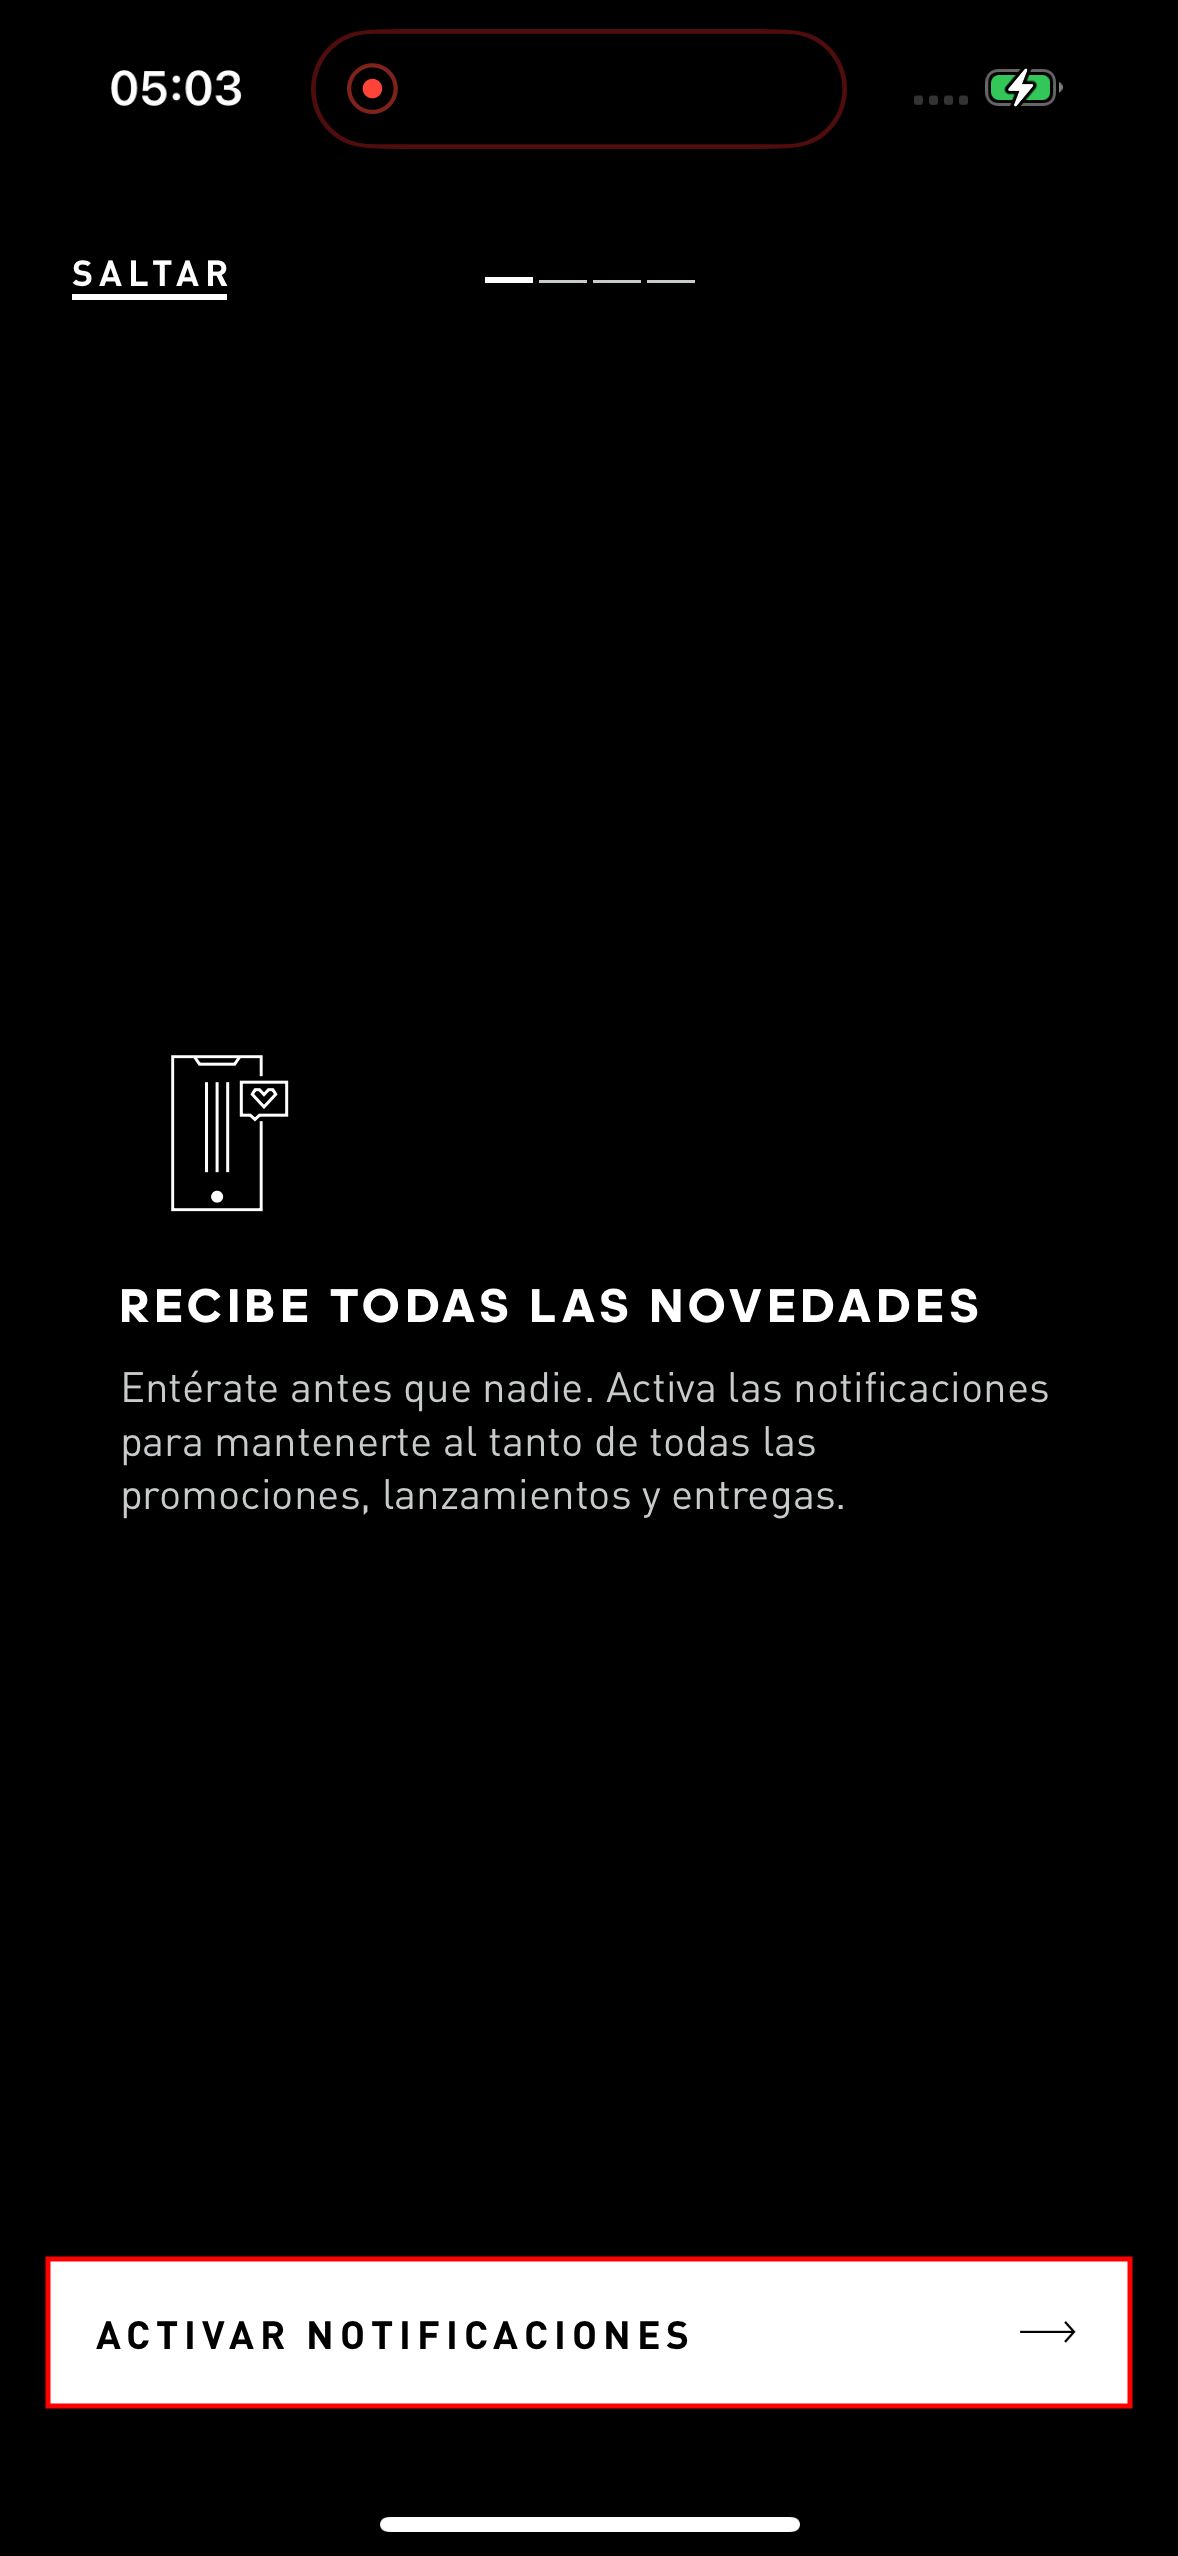 05:03
SALTAR
RECIBE TODAS LAS NOVEDADES
Entérate antes que nadie. Activa las notificaciones
para mantenerte al tanto de todas las
promociones, lanzamientos y entregas.
ACTIVAR NOTIFICACIONES